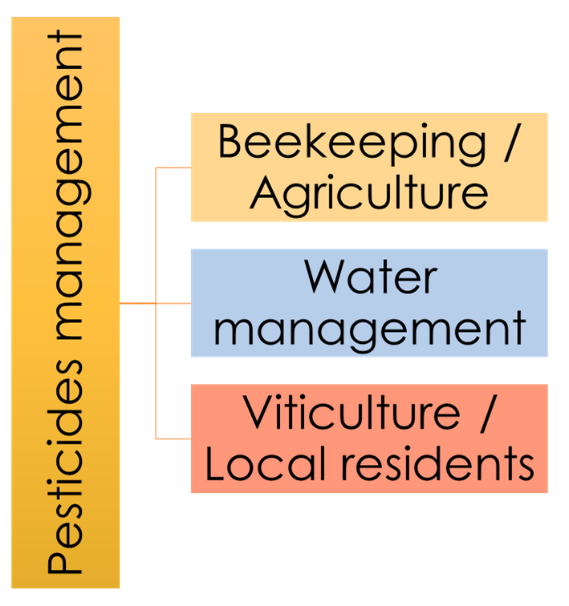 Pesticides management
Beekeeping /
Agriculture
Water
management
Viticulture /
Local residents